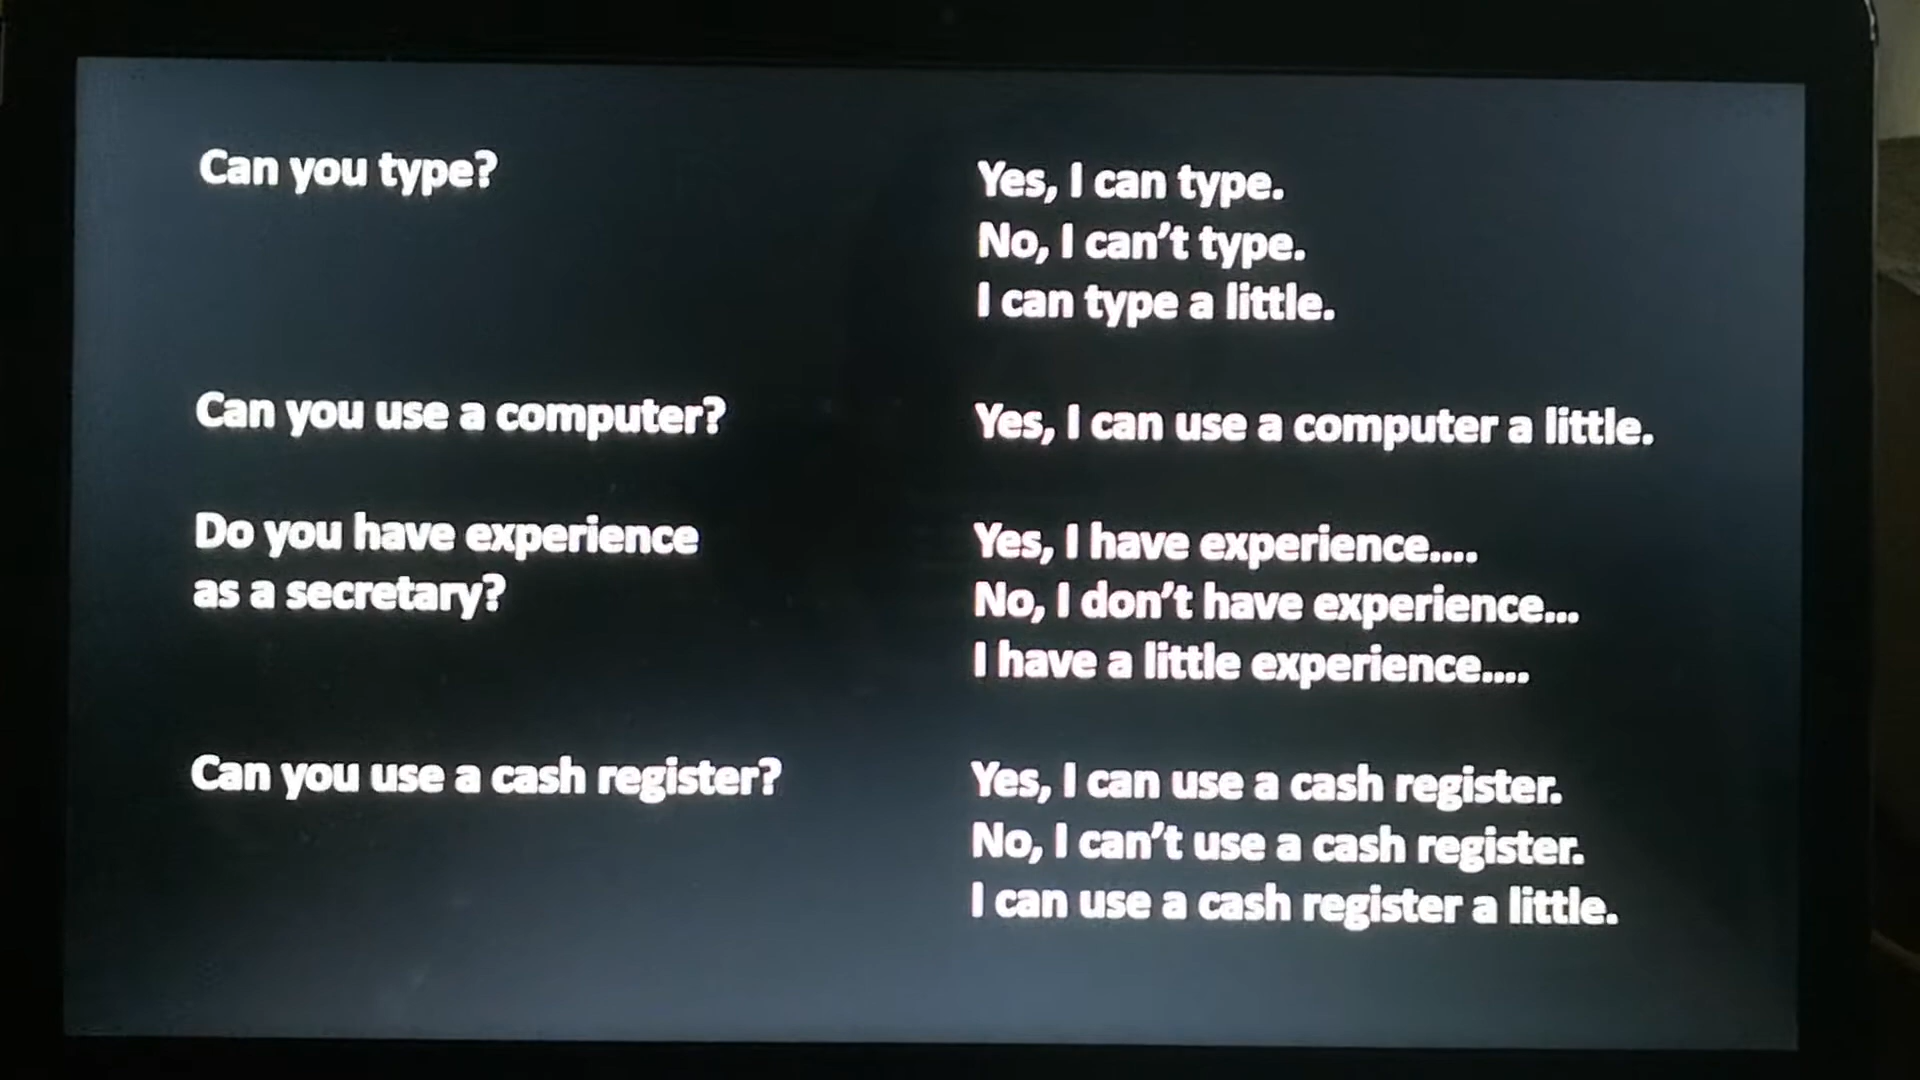 Can you type?
Yes, I can type.
No, I can’t type.
I can type a little.
Can you use a computer?
Yes, I can use a computer a little.
Do you have experience
as a secretary?
Yes, I have experience....
No, I don’t have experience...
I have a little experience....
Can you use a cash register?
Yes, I can use a cash register.
No, I can’t use a cash register.
I can use a cash register a little.